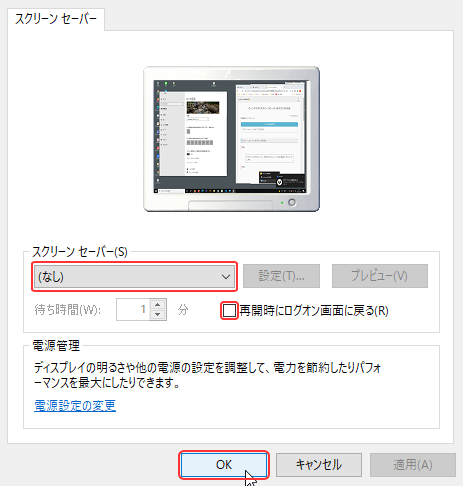 スクリーン セーバー
スクリーン セーバー(S)
(なし)
設定(T)...
プレビュー(V)
待ち時間(W):
1
分
再開時にログオン画面に戻る(R)
電源管理
ディスプレイの明るさや他の電源の設定を調整して、電力を節約したりパフォ
ーマンスを最大にしたりできます。
電源設定の変更
OK
キャンセル
適用(A)